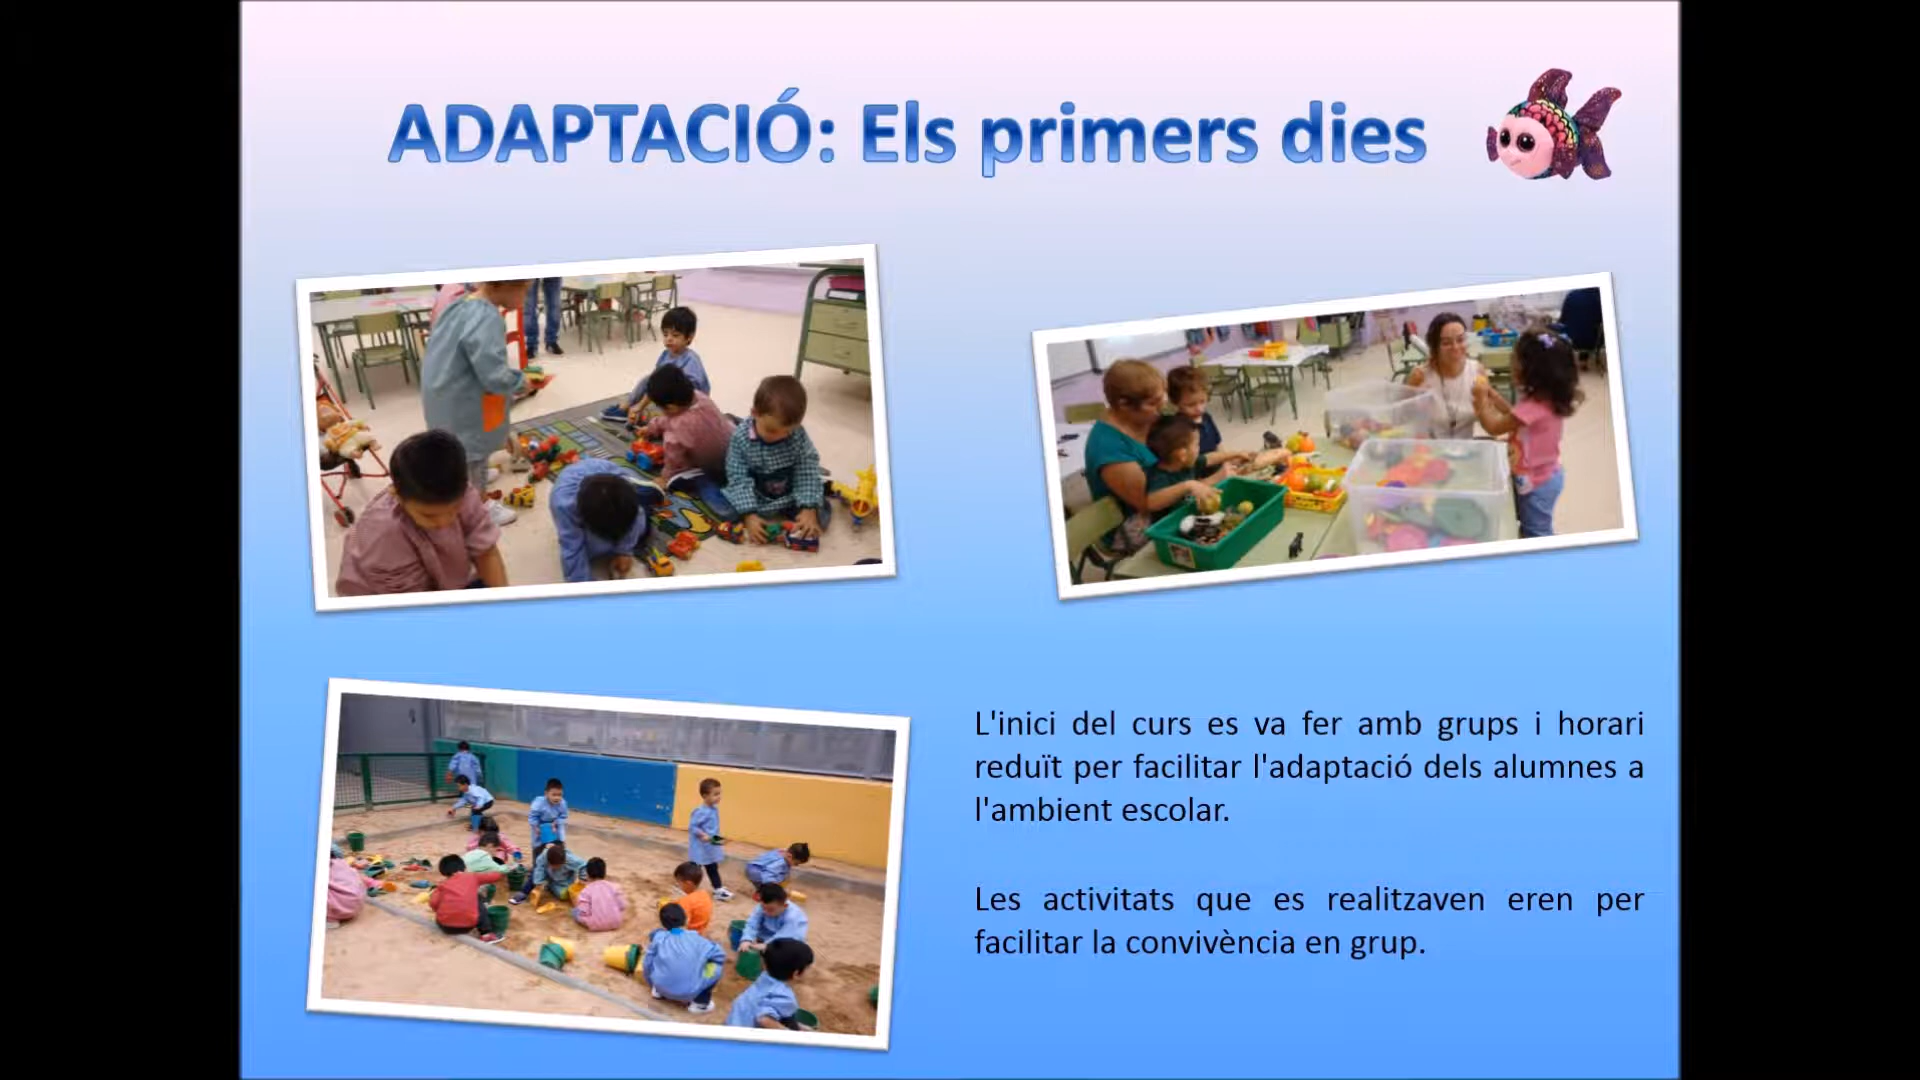 ADAPTACIÓ: Els primers dies
L'inici del curs es va fer amb grups i horari
reduït per facilitar l'adaptació dels alumnes a
l'ambient escolar.
Les activitats que es realitzaven eren per
facilitar la convivència en grup.